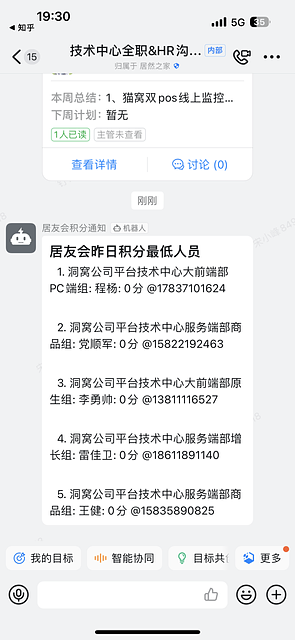 19:30
5G 35
知乎
15
技术中心全职&HR沟... 内部
归属于 居然之家
本周总结: 1、猫窝双pos线上监控...
下周计划: 暂无
1人已读 主管未查看
查看详情 讨论 (0)
刚刚
居友会积分通知 机器人
居友会昨日积分最低人员
1. 洞窝公司平台技术中心大前端部
PC端组: 程杨: 0分 @17837101624
2. 洞窝公司平台技术中心服务端部商
品组: 党顺军: 0分 @15822192463
3. 洞窝公司平台技术中心大前端部原
生组: 李勇帅: 0分 @13811116527
4. 洞窝公司平台技术中心服务端部增
长组: 雷佳卫: 0分 @18611891140
5. 洞窝公司平台技术中心服务端部商
品组: 王健: 0分 @15835890825
我的目标 智能协同 目标共 更多